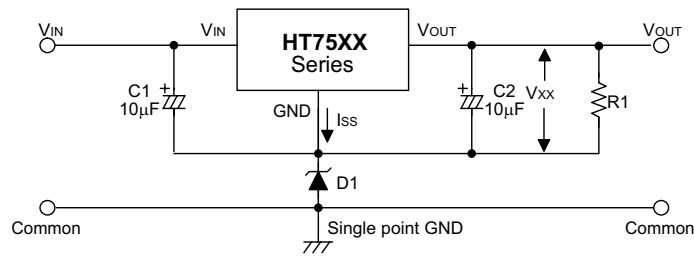 VIN
VIN
HT75XX
Series
VOUT
VOUT
C1
10μF
GND
ISS
C2
10μF
VXX
R1
D1
Common
Single point GND
Common